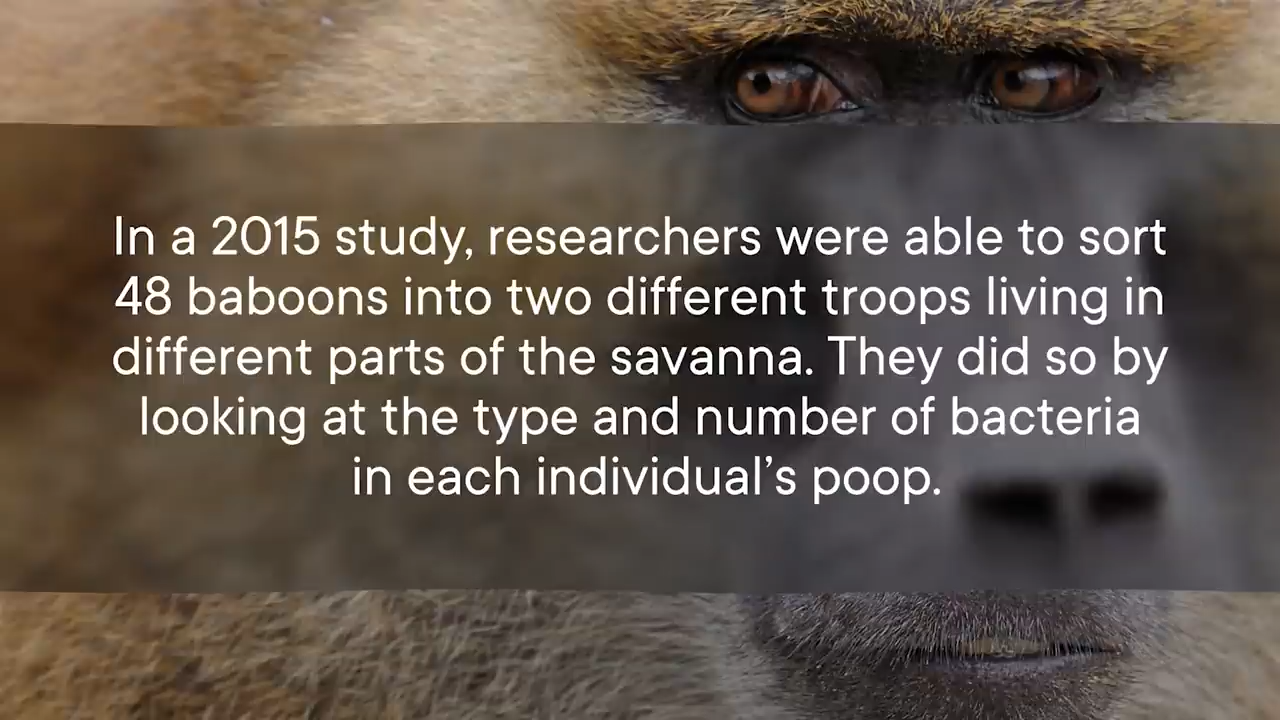 In a 2015 study, researchers were able to sort
48 baboons into two different troops living in
different parts of the savanna. They did so by
looking at the type and number of bacteria
in each individual’s poop.